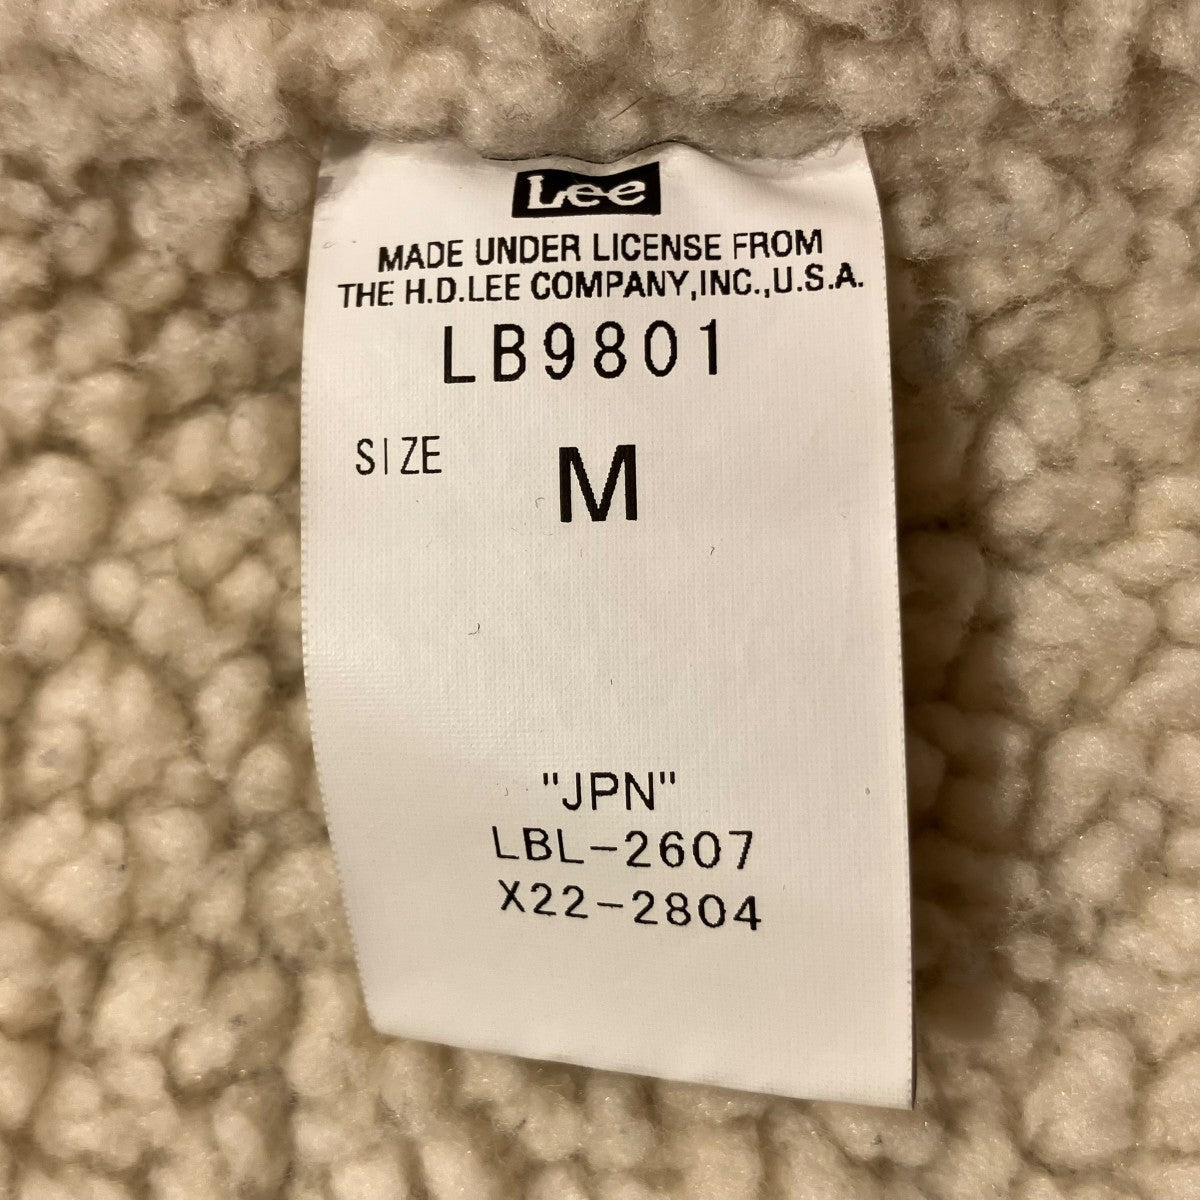 Lee
MADE UNDER LICENSE FROM
THE H.D.LEE COMPANY,INC.,U.S.A.
LB9801
SIZE M
"JPN"
LBL-2607
X22-2804